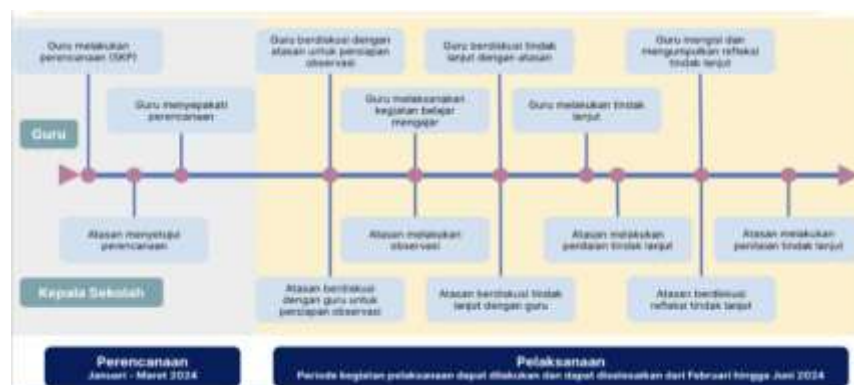 Guru melakukan
perencanaan (SKP)
Guru berdiskusi dengan
atasan untuk persiapan
observasi
Guru berdiskusi tindak
lanjut dengan atasan
Guru mengisi dan
mengumpulkan refleksi
tindak lanjut
Guru menyepakati
perencanaan
Guru melaksanakan
kegiatan belajar
mengajar
Guru melakukan tindak
lanjut
Guru
Atasan menyetujui
perencanaan
Atasan melakukan
observasi
Atasan melakukan
penilaian tindak lanjut
Atasan melakukan
penilaian tindak lanjut
Kepala Sekolah
Atasan berdiskusi
dengan guru untuk
persiapan observasi
Atasan berdiskusi tindak
lanjut dengan guru
Atasan berdiskusi
refleksi tindak lanjut
Perencanaan
Januari - Maret 2024
Pelaksanaan
Periode kegiatan pelaksanaan dapat dilakukan dan dapat diselesaikan dari Februari hingga Juni 2024